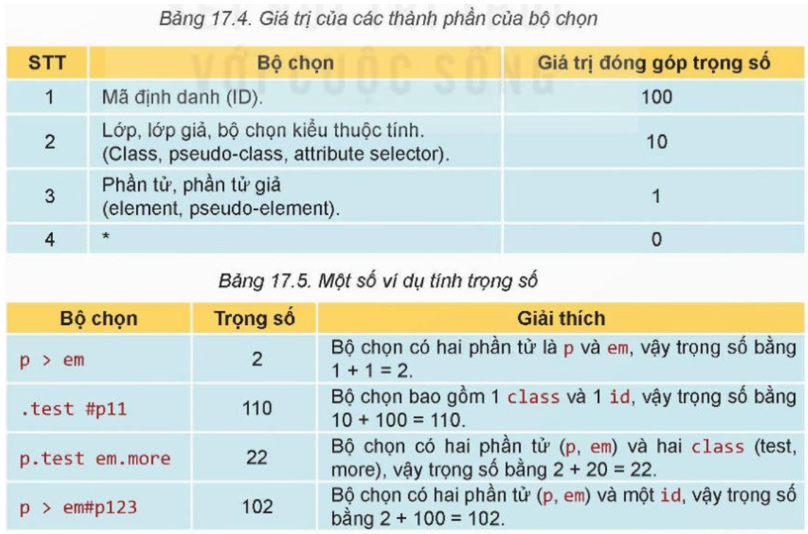 Bảng 17.4. Giá trị của các thành phần của bộ chọn
VỚI CUỘC SỐNG
STT Bộ chọn Giá trị đóng góp trọng số
1 Mã định danh (ID). 100
2 Lớp, lớp giả, bộ chọn kiểu thuộc tính.
(Class, pseudo-class, attribute selector). 10
3 Phần tử, phần tử giả
(element, pseudo-element). 1
4 * 0
Bảng 17.5. Một số ví dụ tính trọng số
Bộ chọn Trọng số Giải thích
p > em 2 Bộ chọn có hai phần tử là p và em, vậy trọng số bằng
1 + 1 = 2.
.test #p11 110 Bộ chọn bao gồm 1 class và 1 id, vậy trọng số bằng
10 + 100 = 110.
p.test em.more 22 Bộ chọn có hai phần tử (p, em) và hai class (test,
more), vậy trọng số bằng 2 + 20 = 22.
p > em#p123 102 Bộ chọn có hai phần tử (p, em) và một id, vậy trọng số
bằng 2 + 100 = 102.